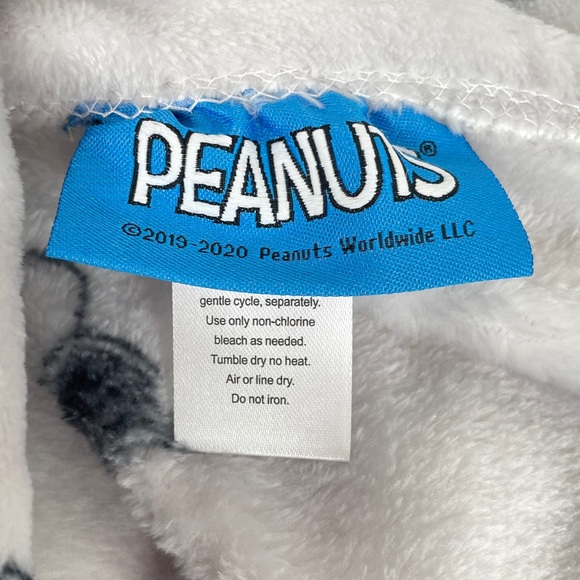 PEANUTS®
©2019-2020 Peanuts Worldwide LLC
gentle cycle, separately.
Use only non-chlorine
bleach as needed.
Tumble dry no heat.
Air or line dry.
Do not iron.